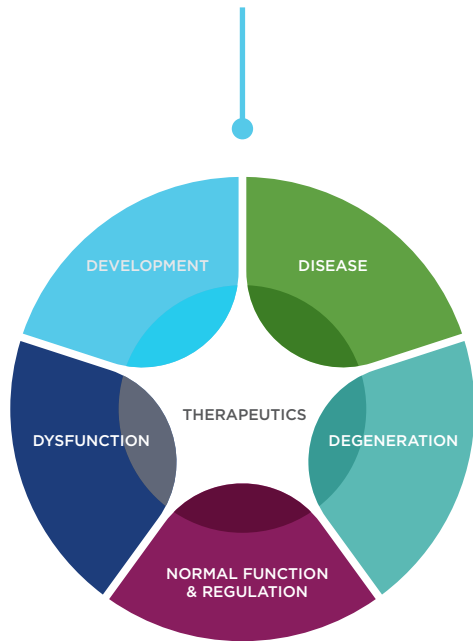 DEVELOPMENT
DISEASE
THERAPEUTICS
DYSFUNCTION
DEGENERATION
NORMAL FUNCTION
& REGULATION